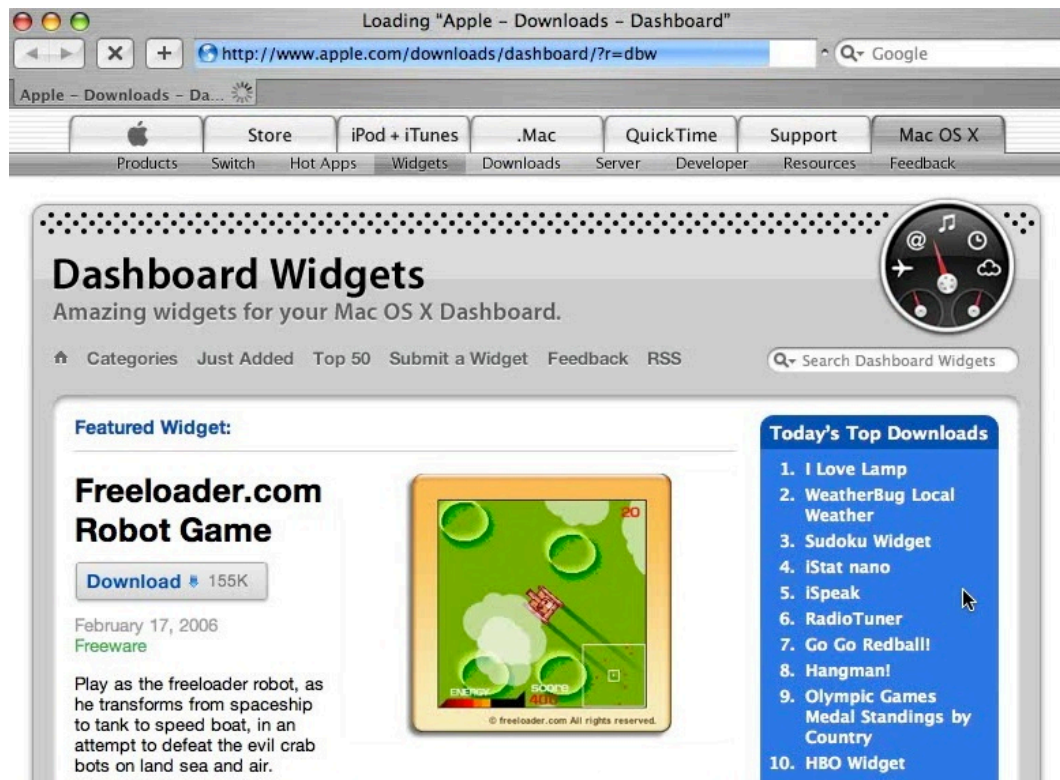 Loading “Apple – Downloads – Dashboard”
http://www.apple.com/downloads/dashboard/?r=dbw
Google
Apple – Downloads – Da...
Store
iPod + iTunes
.Mac
QuickTime
Support
Mac OS X
Products
Switch
Hot Apps
Widgets
Downloads
Server
Developer
Resources
Feedback
Dashboard Widgets
Amazing widgets for your Mac OS X Dashboard.
Categories
Just Added
Top 50
Submit a Widget
Feedback
RSS
Search Dashboard Widgets
Featured Widget:
Freeloader.com
Robot Game
Download 155K
February 17, 2006
Freeware
Play as the freeloader robot, as
he transforms from spaceship
to tank to speed boat, in an
attempt to defeat the evil crab
bots on land sea and air.
20
ENERGY
score
400
© freeloader.com All rights reserved.
Today's Top Downloads
1. I Love Lamp
2. WeatherBug Local
Weather
3. Sudoku Widget
4. iStat nano
5. iSpeak
6. RadioTuner
7. Go Go Redball!
8. Hangman!
9. Olympic Games
Medal Standings by
Country
10. HBO Widget